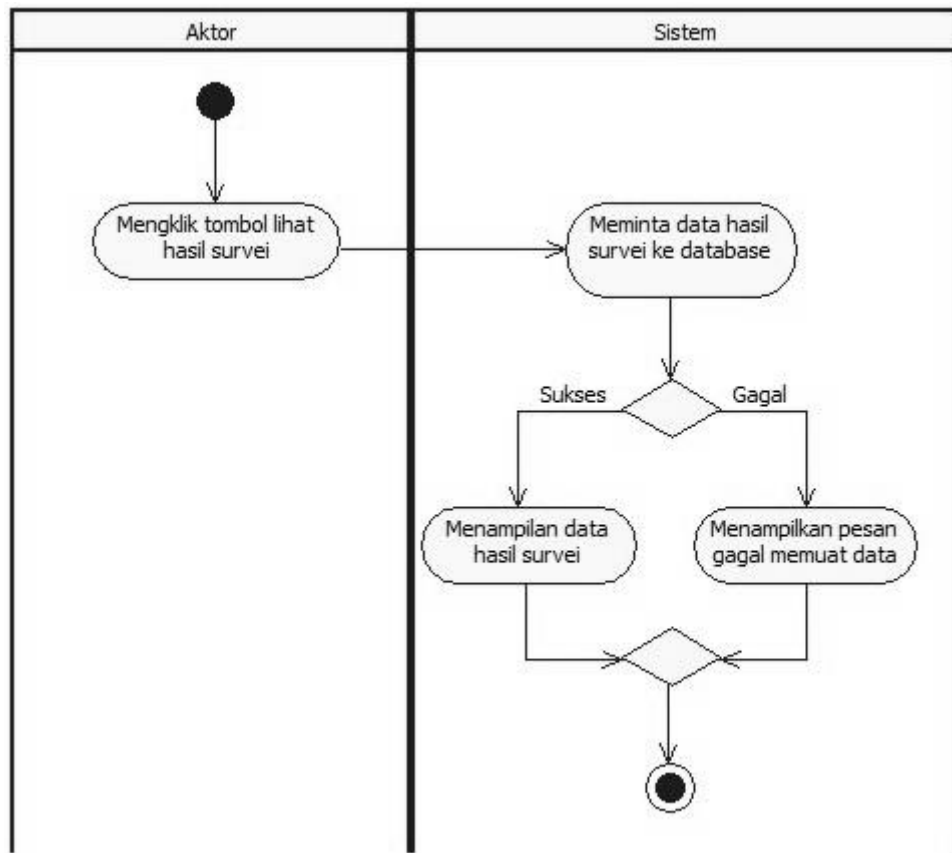 Aktor
Sistem
Mengklik tombol lihat
hasil survei
Meminta data hasil
survei ke database
Sukses
Gagal
Menampilan data
hasil survei
Menampilkan pesan
gagal memuat data